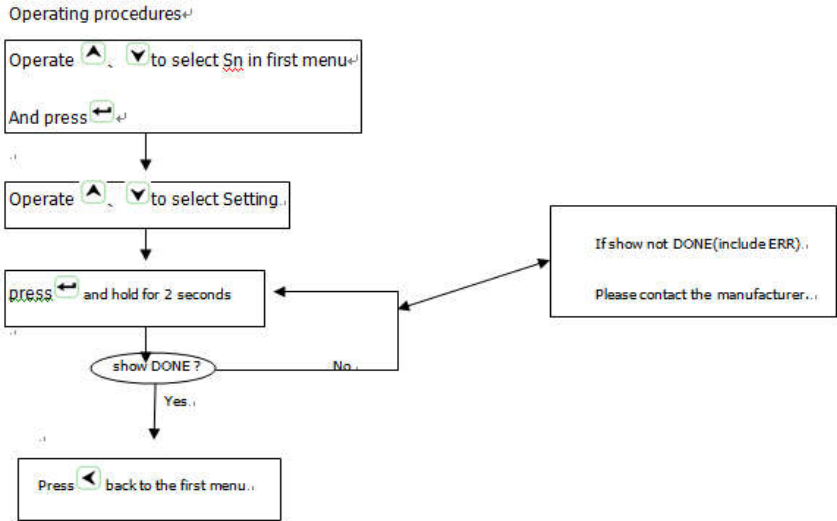 Operating procedures
Operate 、 to select Sn in first menu
And press
Operate 、 to select Setting
press and hold for 2 seconds
If show not DONE(include ERR)
Please contact the manufacturer.
show DONE ?
No
Yes
Press back to the first menu